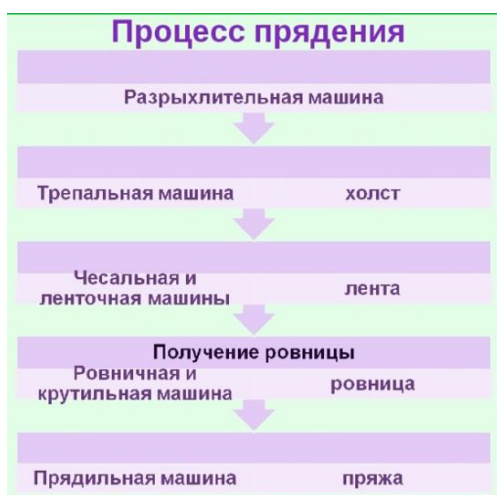 Процесс прядения
Разрыхлительная машина
Трепальная машина холст
Чесальная и
ленточная машины лента
Получение ровницы
Ровничная и
крутильная машина ровница
Прядильная машина пряжа